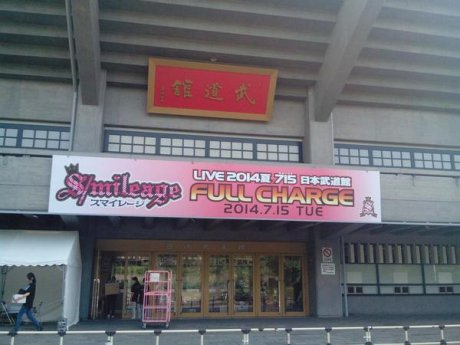 武道館
S/mileage
スマイレージ
LIVE 2014夏 7.15 日本武道館
FULL CHARGE
2014.7.15 TUE